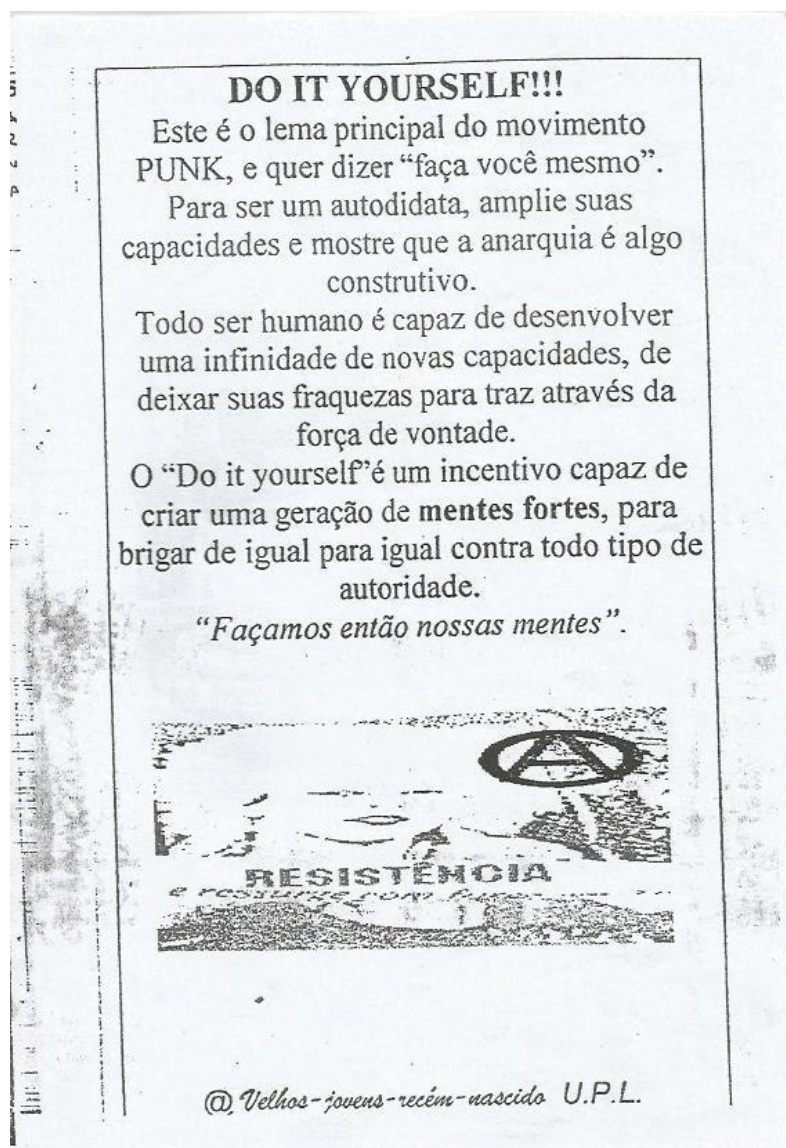 DO IT YOURSELF!!!
Este é o lema principal do movimento
PUNK, e quer dizer “faça você mesmo”.
Para ser um autodidata, amplie suas
capacidades e mostre que a anarquia é algo
construtivo.
Todo ser humano é capaz de desenvolver
uma infinidade de novas capacidades, de
deixar suas fraquezas para traz através da
força de vontade.
O “Do it yourself”é um incentivo capaz de
criar uma geração de mentes fortes, para
brigar de igual para igual contra todo tipo de
autoridade.
“Façamos então nossas mentes”.
A
RESISTÊNCIA
e ressurge com
@ Velhos-jovens-recém-nascido U.P.L.